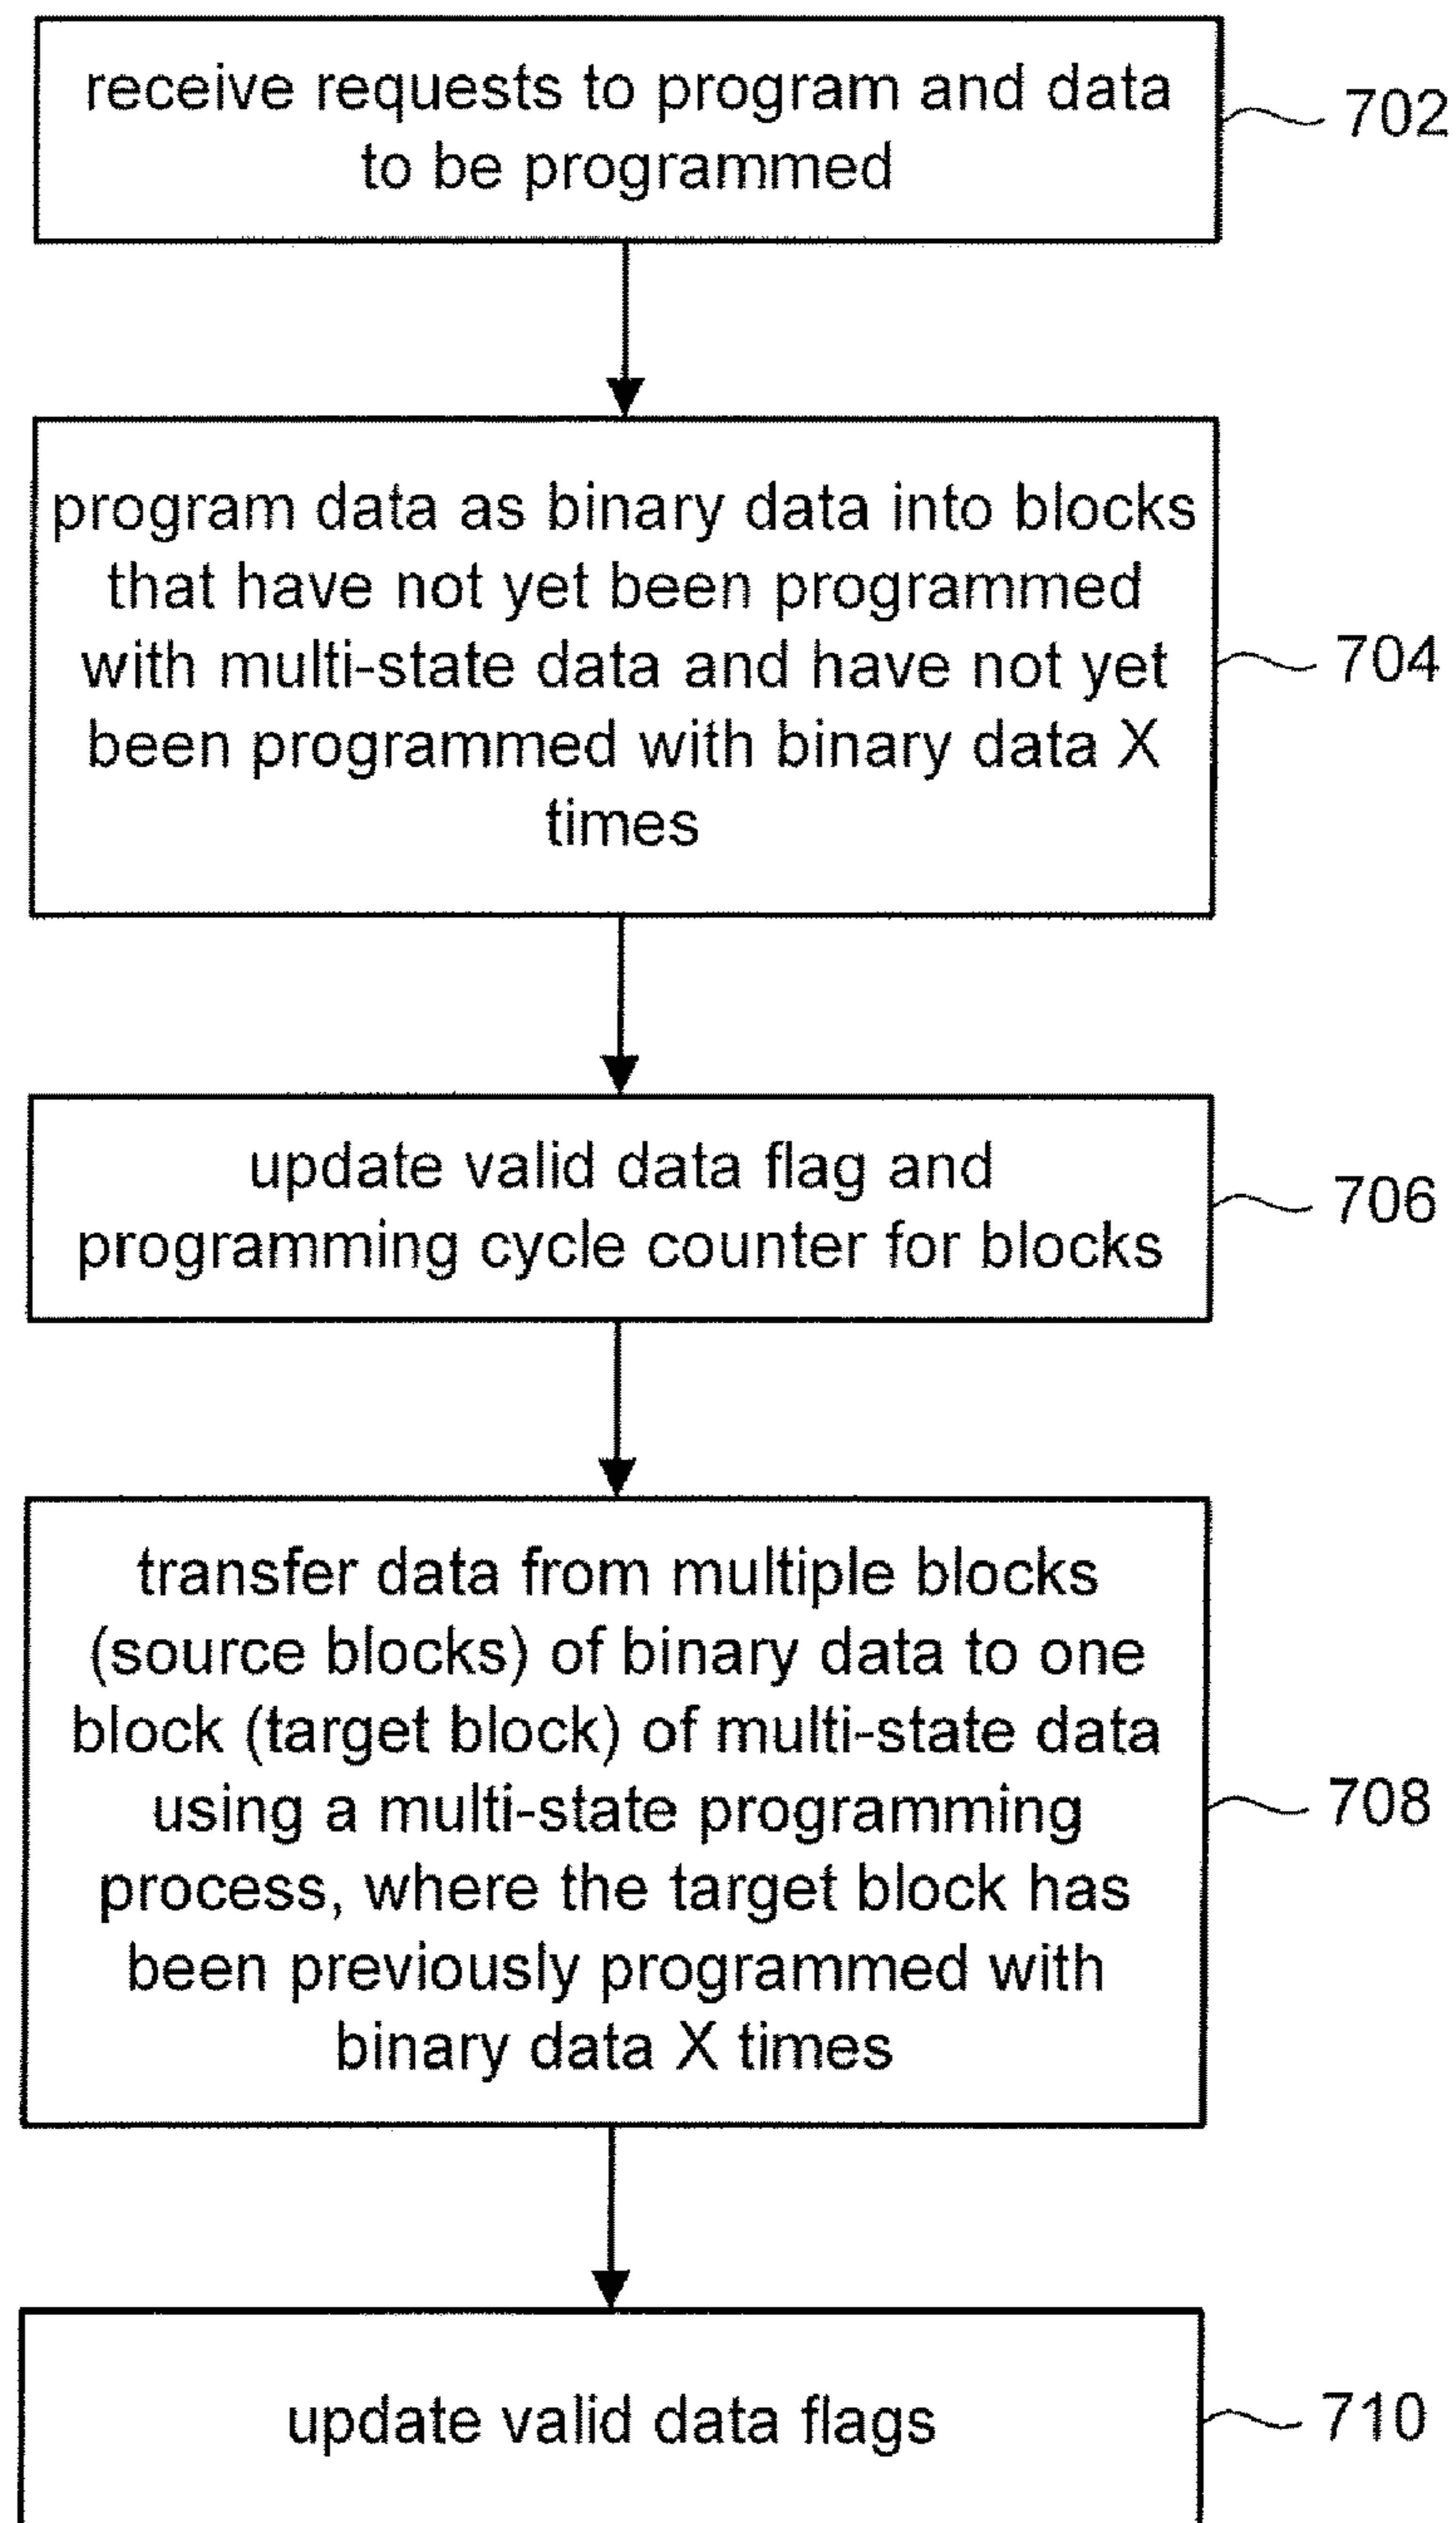 receive requests to program and data
to be programmed
702
program data as binary data into blocks
that have not yet been programmed
with multi-state data and have not yet
been programmed with binary data X
times
704
update valid data flag and
programming cycle counter for blocks
706
transfer data from multiple blocks
(source blocks) of binary data to one
block (target block) of multi-state data
using a multi-state programming
process, where the target block has
been previously programmed with
binary data X times
708
update valid data flags
710